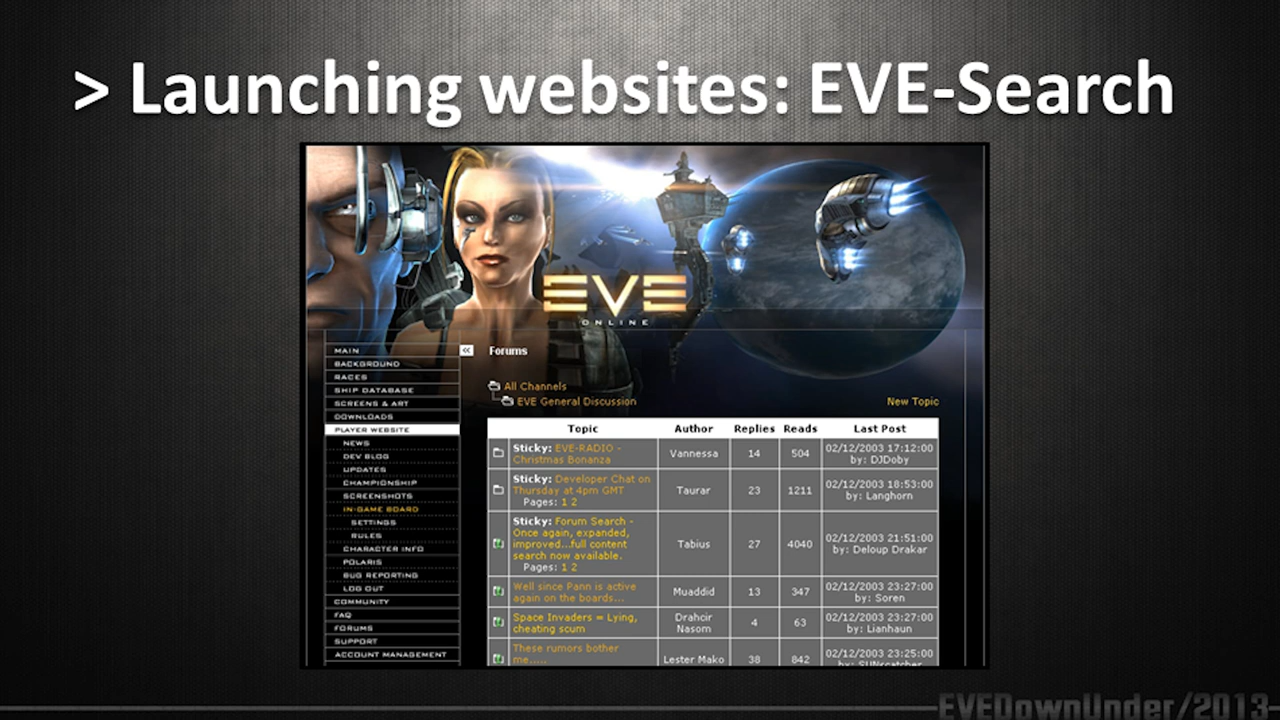 > Launching websites: EVE-Search
EVE
ONLINE
MAIN
BACKGROUND
RACES
SHIP DATABASE
SCREENS & ART
DOWNLOADS
PLAYER WEBSITE
NEWS
DEV BLOG
UPDATES
CHAMPIONSHIP
SCREENSHOTS
IN-GAME BOARD
SETTINGS
RULES
CHARACTER INFO
POLARIS
BUG REPORTING
LOG OUT
COMMUNITY
FAQ
FORUMS
SUPPORT
ACCOUNT MANAGEMENT
«
Forums
All Channels
EVE General Discussion
New Topic
Topic Author Replies Reads Last Post
Sticky: EVE-RADIO -
Christmas Bonanza
Vannessa 14 504
02/12/2003 17:12:00
by: DJDoby
Sticky: Developer Chat on
Thursday at 4pm GMT
Pages: 1 2
Taurar 23 1211
02/12/2003 18:53:00
by: Langhorn
Sticky: Forum Search -
Once again, expanded,
improved...full content
search now available.
Pages: 1 2
Tabius 27 4040
02/12/2003 21:51:00
by: Deloup Drakar
Well since Pann is active
again on the boards...
Muaddid 13 347
02/12/2003 23:27:00
by: Soren
Space Invaders = Lying,
cheating scum
Drahcir
Nasom
4 63
02/12/2003 23:27:00
by: Lianhaun
These rumors bother
me.....
Lester Mako 38 842
02/12/2003 23:25:00
by: SUNscatcher
EVEDownUnder/2013